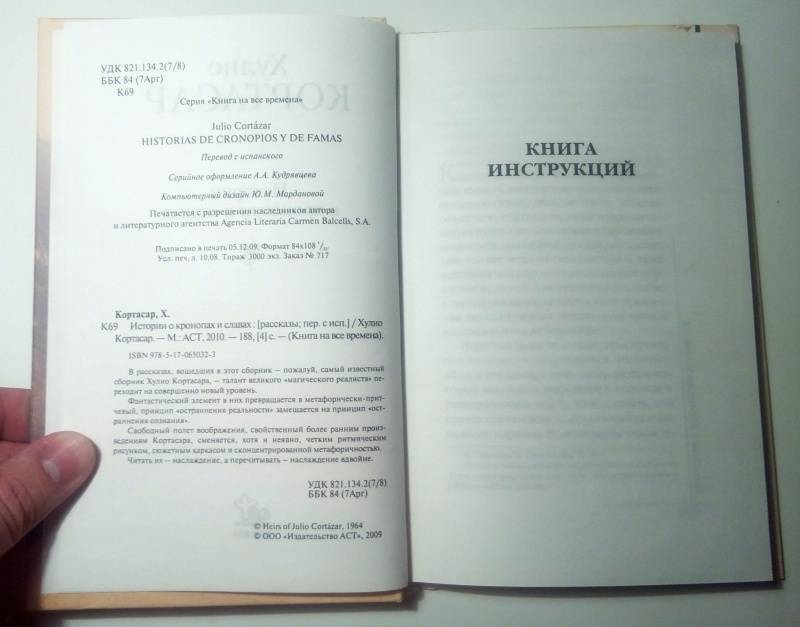 УДК 821.134.2(7/8)
ББК 84 (7Арг)
К69
Серия «Книга на все времена»
Julio Cortázar
HISTORIAS DE CRONOPIOS Y DE FAMAS
Перевод с испанского
Серийное оформление А.А. Кудрявцева
Компьютерный дизайн Ю.М. Мардановой
Печатается с разрешения наследников автора
и литературного агентства Agencia Literaria Carmen Balcells, S.A.
Подписано в печать 05.12.09. Формат 84х108 1/32.
Усл. печ. л. 10,08. Тираж 3000 экз. Заказ № 717
Кортасар, Х.
К69 Истории о кронопах и славах : [рассказы; пер. с исп.] / Хулио
Кортасар. — М.: АСТ, 2010. — 188, [4] с. — (Книга на все времена).
ISBN 978-5-17-065032-3
В рассказах, вошедших в этот сборник — пожалуй, самый известный
сборник Хулио Кортасара, — талант великого «магического реалиста» пе-
реходит на совершенно новый уровень.
Фантастический элемент в них превращается в метафорически-прит-
чевый, принцип «остраннения реальности» замещается на принцип «ост-
раннения сознания».
Свободный полет воображения, свойственный более ранним произ-
ведениям Кортасара, сменяется, хотя и неявно, четким ритмическим
рисунком, сюжетным каркасом и сконцентрированной метафоричностью.
Читать их — наслаждение, а перечитывать — наслаждение вдвойне.
УДК 821.134.2(7/8)
ББК 84 (7Арг)
© Heirs of Julio Cortázar, 1964
© ООО «Издательство АСТ», 2009
КНИГА
ИНСТРУКЦИЙ